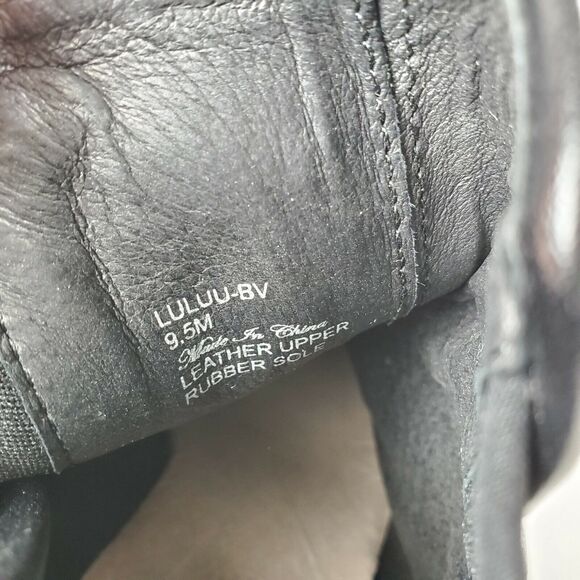 LULUU-BV
9.5M
Made In China
LEATHER UPPER
RUBBER SOLE